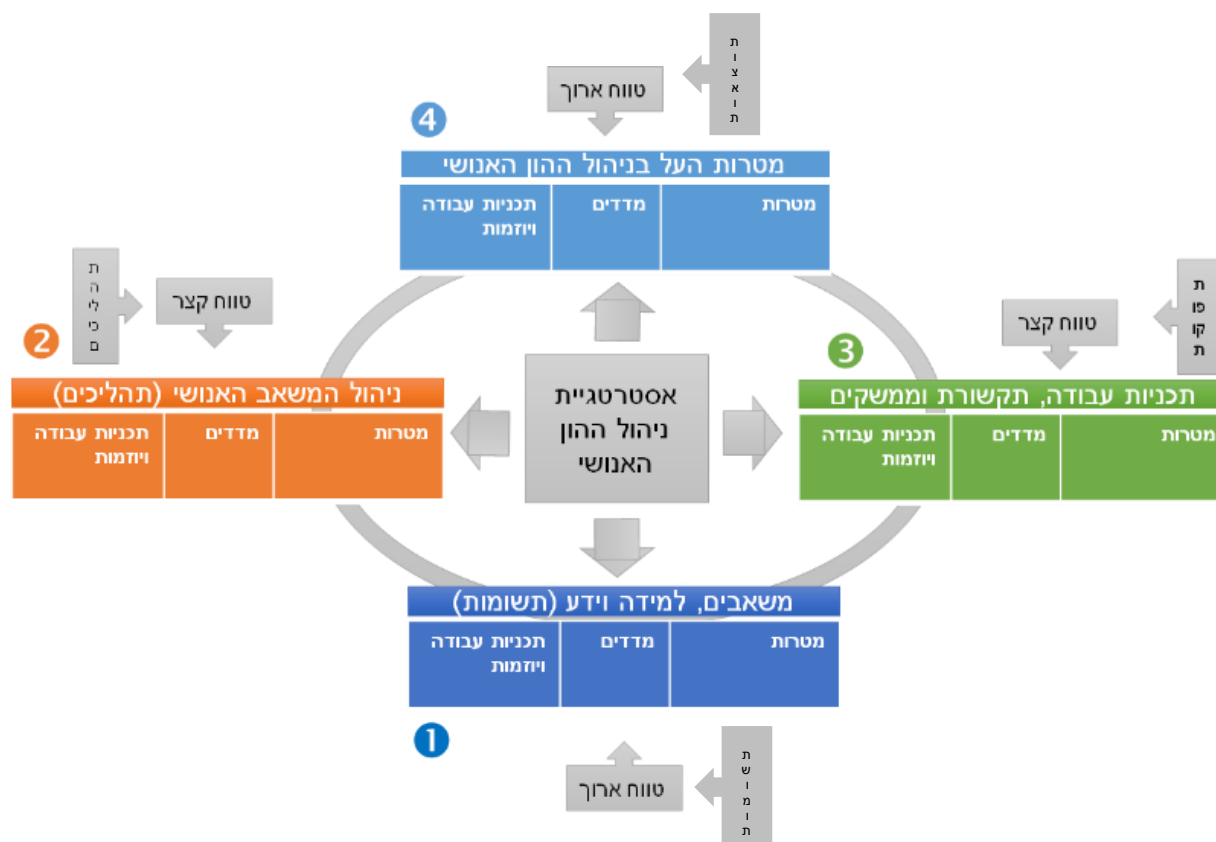 תוצאות
טווח ארוך
4
מטרות העל בניהול ההון האנושי
מטרות
מדדים
תכניות עבודה
ויוזמות
תפוקת
טווח קצר
3
תכניות עבודה, תקשורת וממשקים
מטרות
מדדים
תכניות עבודה
ויוזמות
אסטרטגיית
ניהול ההון
האנושי
תהליכים
טווח קצר
2
ניהול המשאב האנושי (תהליכים)
מטרות
מדדים
תכניות עבודה
ויוזמות
משאבים, למידה וידע (תשומות)
מטרות
מדדים
תכניות עבודה
ויוזמות
1
תשומות
טווח ארוך